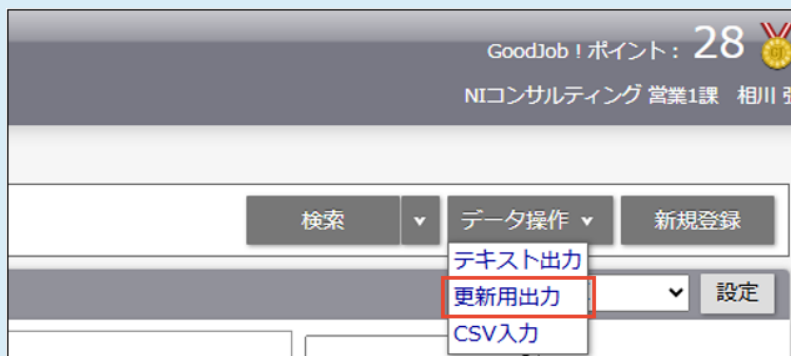 GoodJob！ポイント： 28
NIコンサルティング 営業1課　相川
検索 データ操作 新規登録
テキスト出力
更新用出力 設定
CSV入力